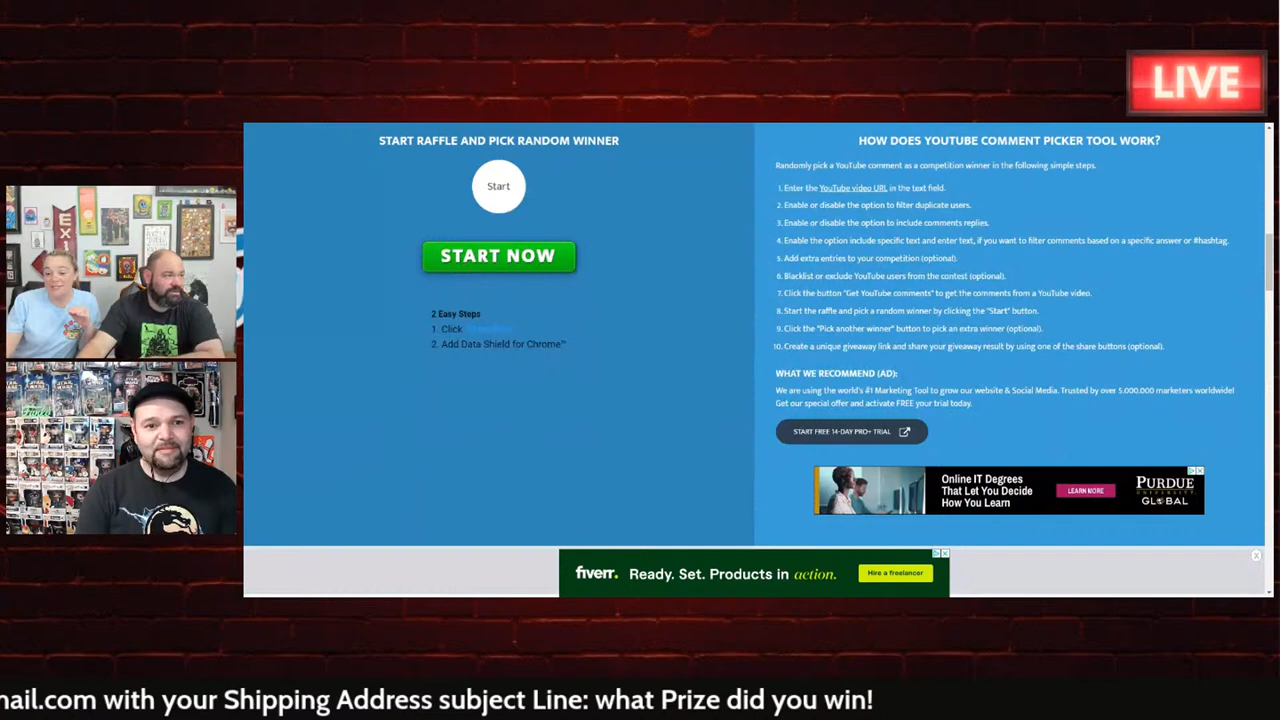 LIVE
START RAFFLE AND PICK RANDOM WINNER
Start
START NOW
2 Easy Steps
1. Click
2. Add Data Shield for Chrome™
HOW DOES YOUTUBE COMMENT PICKER TOOL WORK?
Randomly pick a YouTube comment as a competition winner in the following simple steps.
1. Enter the YouTube video URL in the text field.
2. Enable or disable the option to filter duplicate users.
3. Enable or disable the option to include comments replies.
4. Enable the option include specific text and enter text, if you want to filter comments based on a specific answer or #hashtag.
5. Add extra entries to your competition (optional).
6. Blacklist or exclude YouTube users from the contest (optional).
7. Click the button "Get YouTube comments" to get the comments from a YouTube video.
8. Start the raffle and pick a random winner by clicking the "Start" button.
9. Click the "Pick another winner" button to pick an extra winner (optional).
10. Create a unique giveaway link and share your giveaway result by using one of the share buttons (optional).
WHAT WE RECOMMEND (AD):
We are using the world's #1 Marketing Tool to grow our website & Social Media. Trusted by over 5.000.000 marketers worldwide!
Get our special offer and activate FREE your trial today.
START FREE 14-DAY PRO+ TRIAL
Online IT Degrees
That Let You Decide
How You Learn
LEARN MORE
PURDUE
UNIVERSITY
GLOBAL
fiverr. Ready. Set. Products in action.
Hire a freelancer
EXI
STAR WARS
mail.com with your Shipping Address subject Line: what Prize did you win!